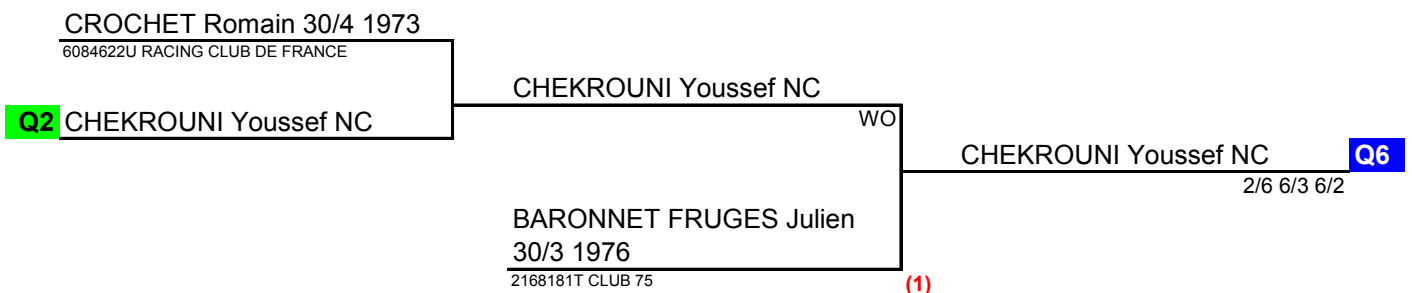 CROCHET Romain 30/4 1973
6084622U RACING CLUB DE FRANCE
CHEKROUNI Youssef NC
Q2 CHEKROUNI Youssef NC
WO
CHEKROUNI Youssef NC Q6
2/6 6/3 6/2
BARONNET FRUGES Julien
30/3 1976
2168181T CLUB 75
(1)